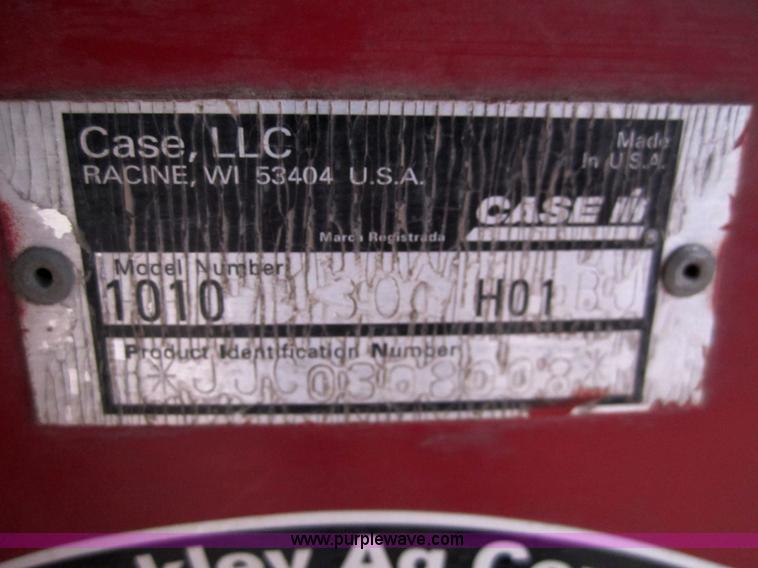 Case, LLC
RACINE, WI 53404 U.S.A.
Made
In U.S.A.
CASE IH
Marca Registrada
®
Model Number
1010 H01
Product Identification Number
www.purplewave.com
Ag